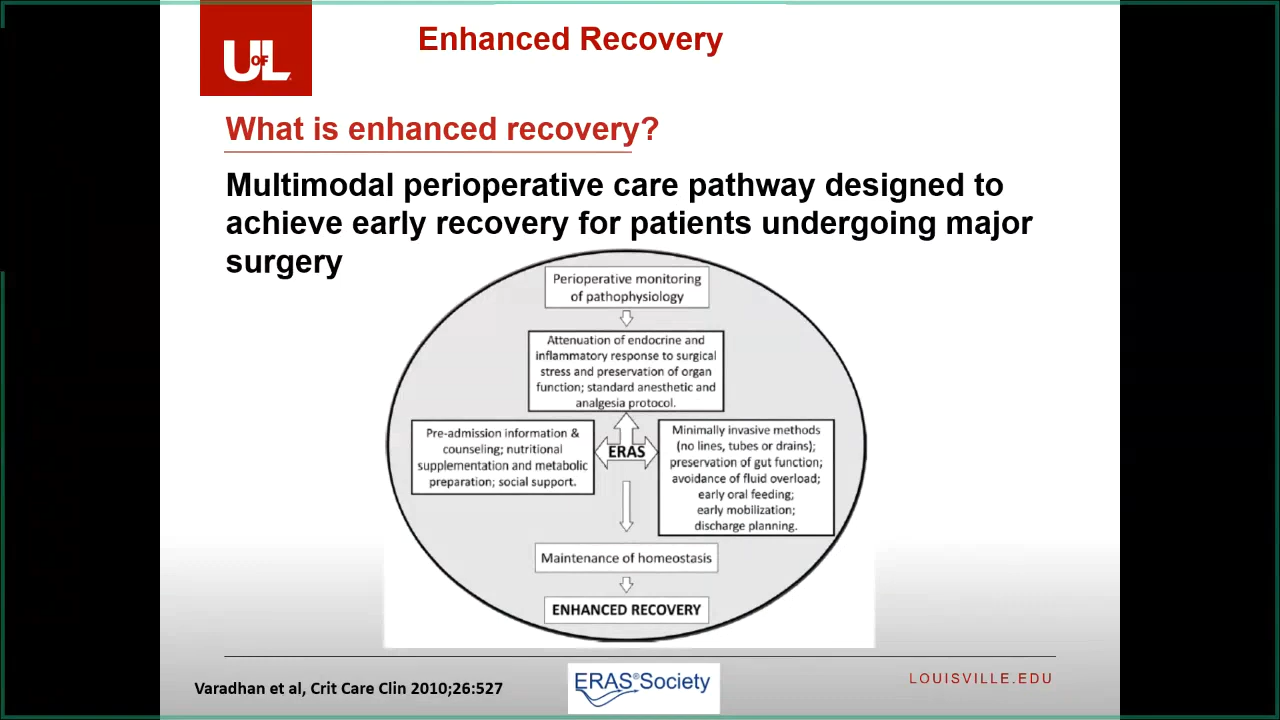 UofL
Enhanced Recovery
What is enhanced recovery?
Multimodal perioperative care pathway designed to
achieve early recovery for patients undergoing major
surgery
Perioperative monitoring
of pathophysiology
Attenuation of endocrine and
inflammatory response to surgical
stress and preservation of organ
function; standard anesthetic and
analgesia protocol.
Pre-admission information &
counseling; nutritional
supplementation and metabolic
preparation; social support.
ERAS
Minimally invasive methods
(no lines, tubes or drains);
preservation of gut function;
avoidance of fluid overload;
early oral feeding;
early mobilization;
discharge planning.
Maintenance of homeostasis
ENHANCED RECOVERY
Varadhan et al, Crit Care Clin 2010;26:527
ERAS®Society
LOUISVILLE.EDU